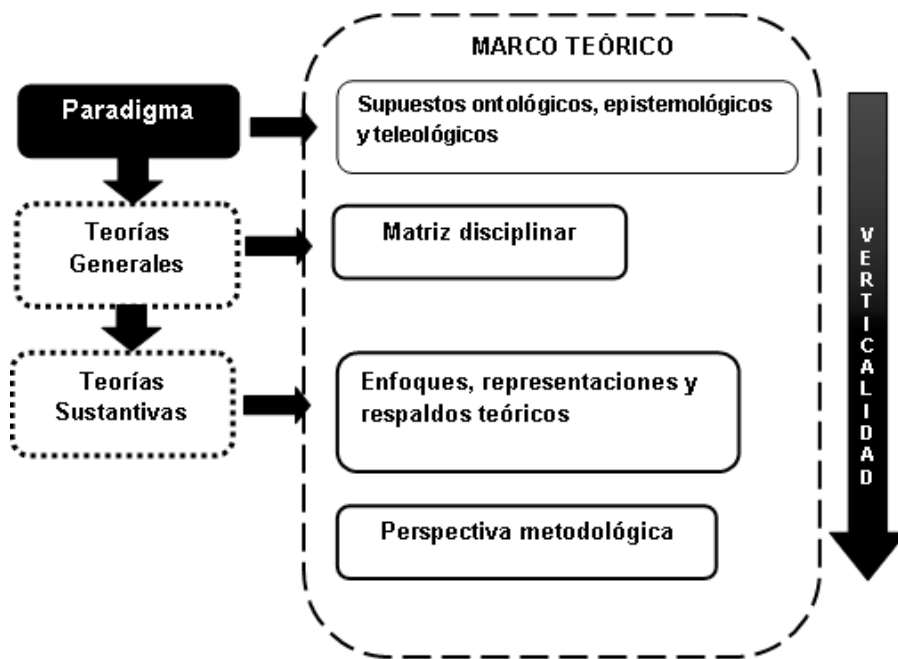 MARCO TEÓRICO
Paradigma
Supuestos ontológicos, epistemológicos
y teleológicos
Teorías
Generales
Matriz disciplinar
Teorías
Sustantivas
Enfoques, representaciones y
respaldos teóricos
Perspectiva metodológica
VERTICALIDAD